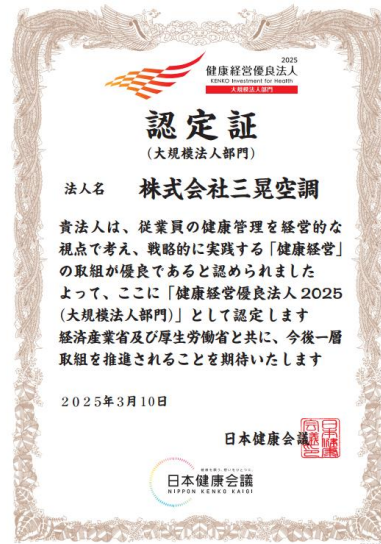 2025
健康経営優良法人
KENKO Investment for Health
大規模法人部門
認定証
(大規模法人部門)
法人名 株式会社三晃空調
貴法人は、従業員の健康管理を経営的な
視点で考え、戦略的に実践する「健康経営」
の取組が優良であると認められました
よって、ここに「健康経営優良法人2025
(大規模法人部門)」として認定します
経済産業省及び厚生労働省と共に、今後一層
取組を推進されることを期待いたします
2025年3月10日
日本健康会議
日本健康会議
NIPPON KENKO KAIGI